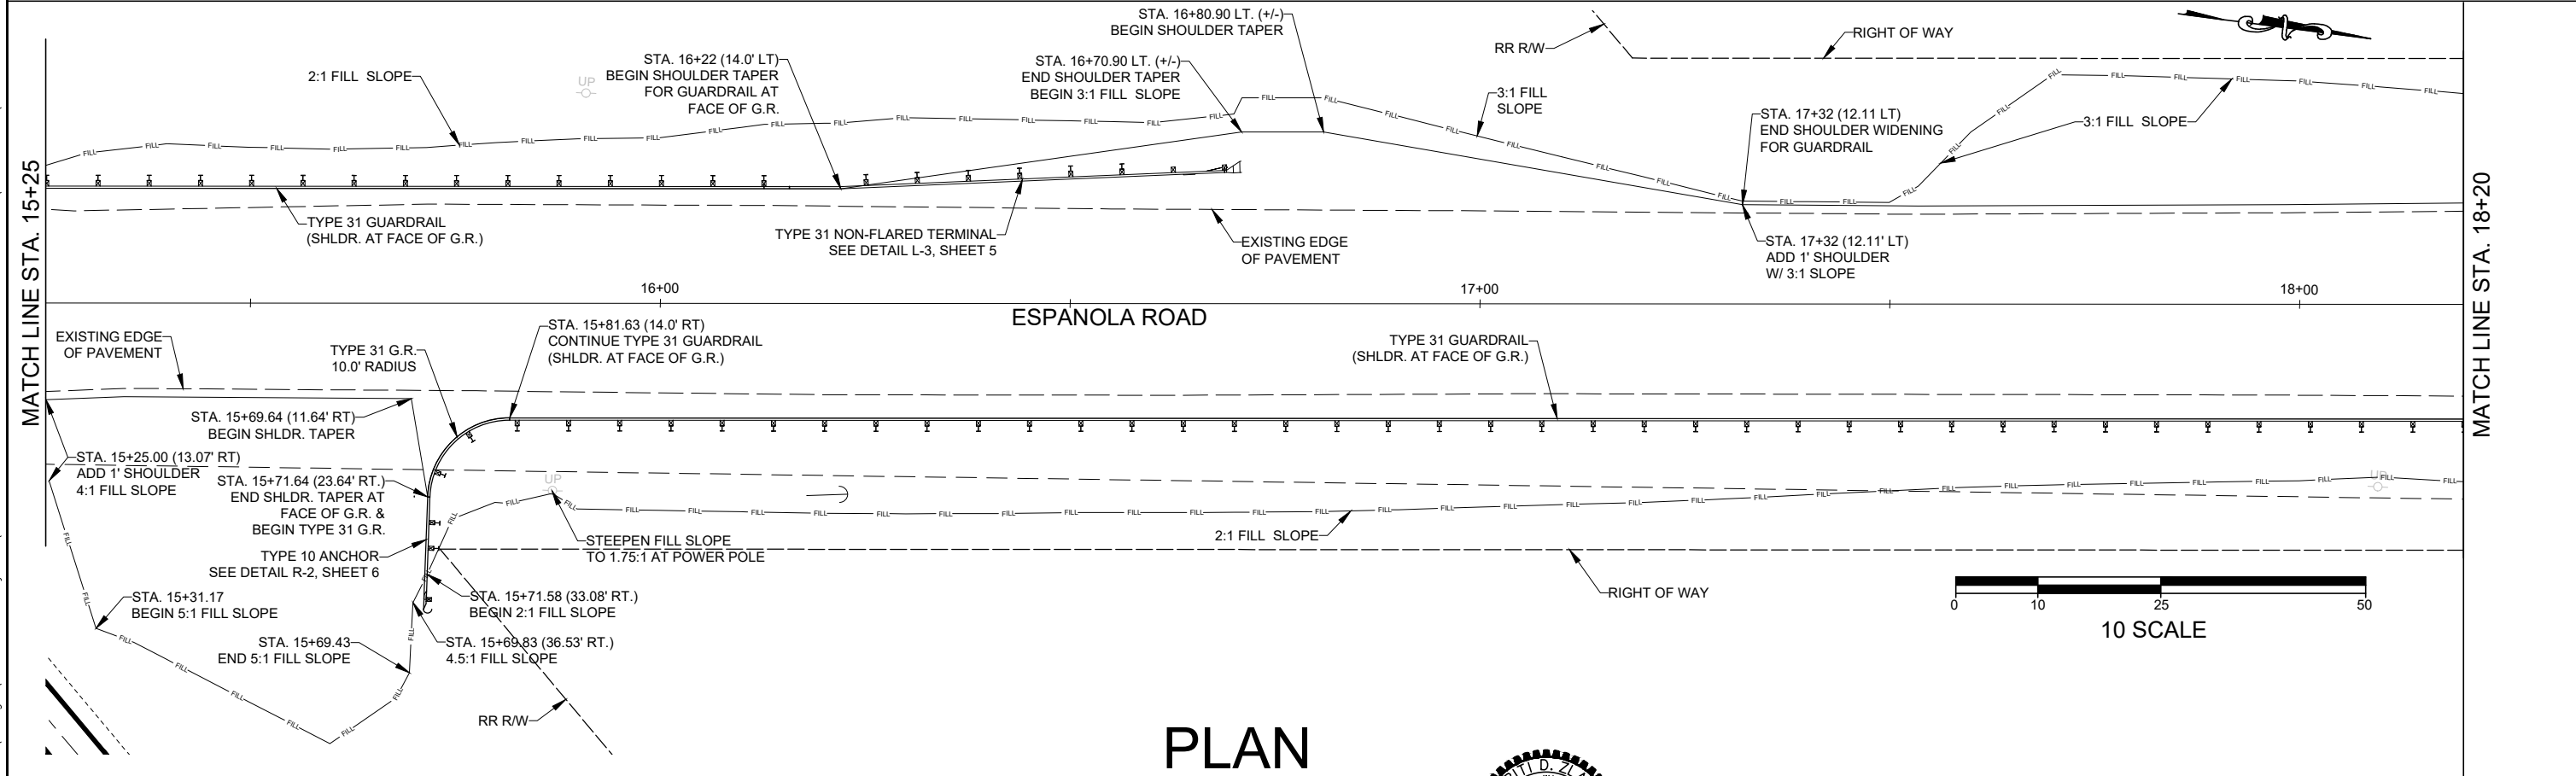 STA. 16+80.90 LT. (+/-)
BEGIN SHOULDER TAPER
RR R/W
RIGHT OF WAY
2:1 FILL  SLOPE
UP
STA. 16+22 (14.0' LT)
BEGIN SHOULDER TAPER
FOR GUARDRAIL AT
FACE OF G.R.
STA. 16+70.90 LT. (+/-)
END SHOULDER TAPER
BEGIN 3:1 FILL  SLOPE
3:1 FILL
SLOPE
STA. 17+32 (12.11 LT)
END SHOULDER WIDENING
FOR GUARDRAIL
3:1 FILL  SLOPE
MATCH LINE STA. 15+25
TYPE 31 GUARDRAIL
(SHLDR. AT FACE OF G.R.)
TYPE 31 NON-FLARED TERMINAL
SEE DETAIL L-3, SHEET 5
EXISTING EDGE
OF PAVEMENT
STA. 17+32 (12.11' LT)
ADD 1' SHOULDER
W/ 3:1 SLOPE
MATCH LINE STA. 18+20
16+00
17+00
18+00
ESPANOLA ROAD
EXISTING EDGE
OF PAVEMENT
TYPE 31 G.R.
10.0' RADIUS
STA. 15+81.63 (14.0' RT)
CONTINUE TYPE 31 GUARDRAIL
(SHLDR. AT FACE OF G.R.)
TYPE 31 GUARDRAIL
(SHLDR. AT FACE OF G.R.)
STA. 15+69.64 (11.64' RT)
BEGIN SHLDR. TAPER
STA. 15+25.00 (13.07' RT)
ADD 1' SHOULDER
4:1 FILL SLOPE
STA. 15+71.64 (23.64' RT.)
END SHLDR. TAPER AT
FACE OF G.R. &
BEGIN TYPE 31 G.R.
UP
UP
TYPE 10 ANCHOR
SEE DETAIL R-2, SHEET 6
STEEPEN FILL SLOPE
TO 1.75:1 AT POWER POLE
2:1 FILL  SLOPE
RIGHT OF WAY
STA. 15+31.17
BEGIN 5:1 FILL SLOPE
STA. 15+71.58 (33.08' RT.)
BEGIN 2:1 FILL SLOPE
STA. 15+69.43
END 5:1 FILL SLOPE
STA. 15+69.83 (36.53' RT.)
4.5:1 FILL SLOPE
RR R/W
0 10 25 50
10 SCALE
PLAN